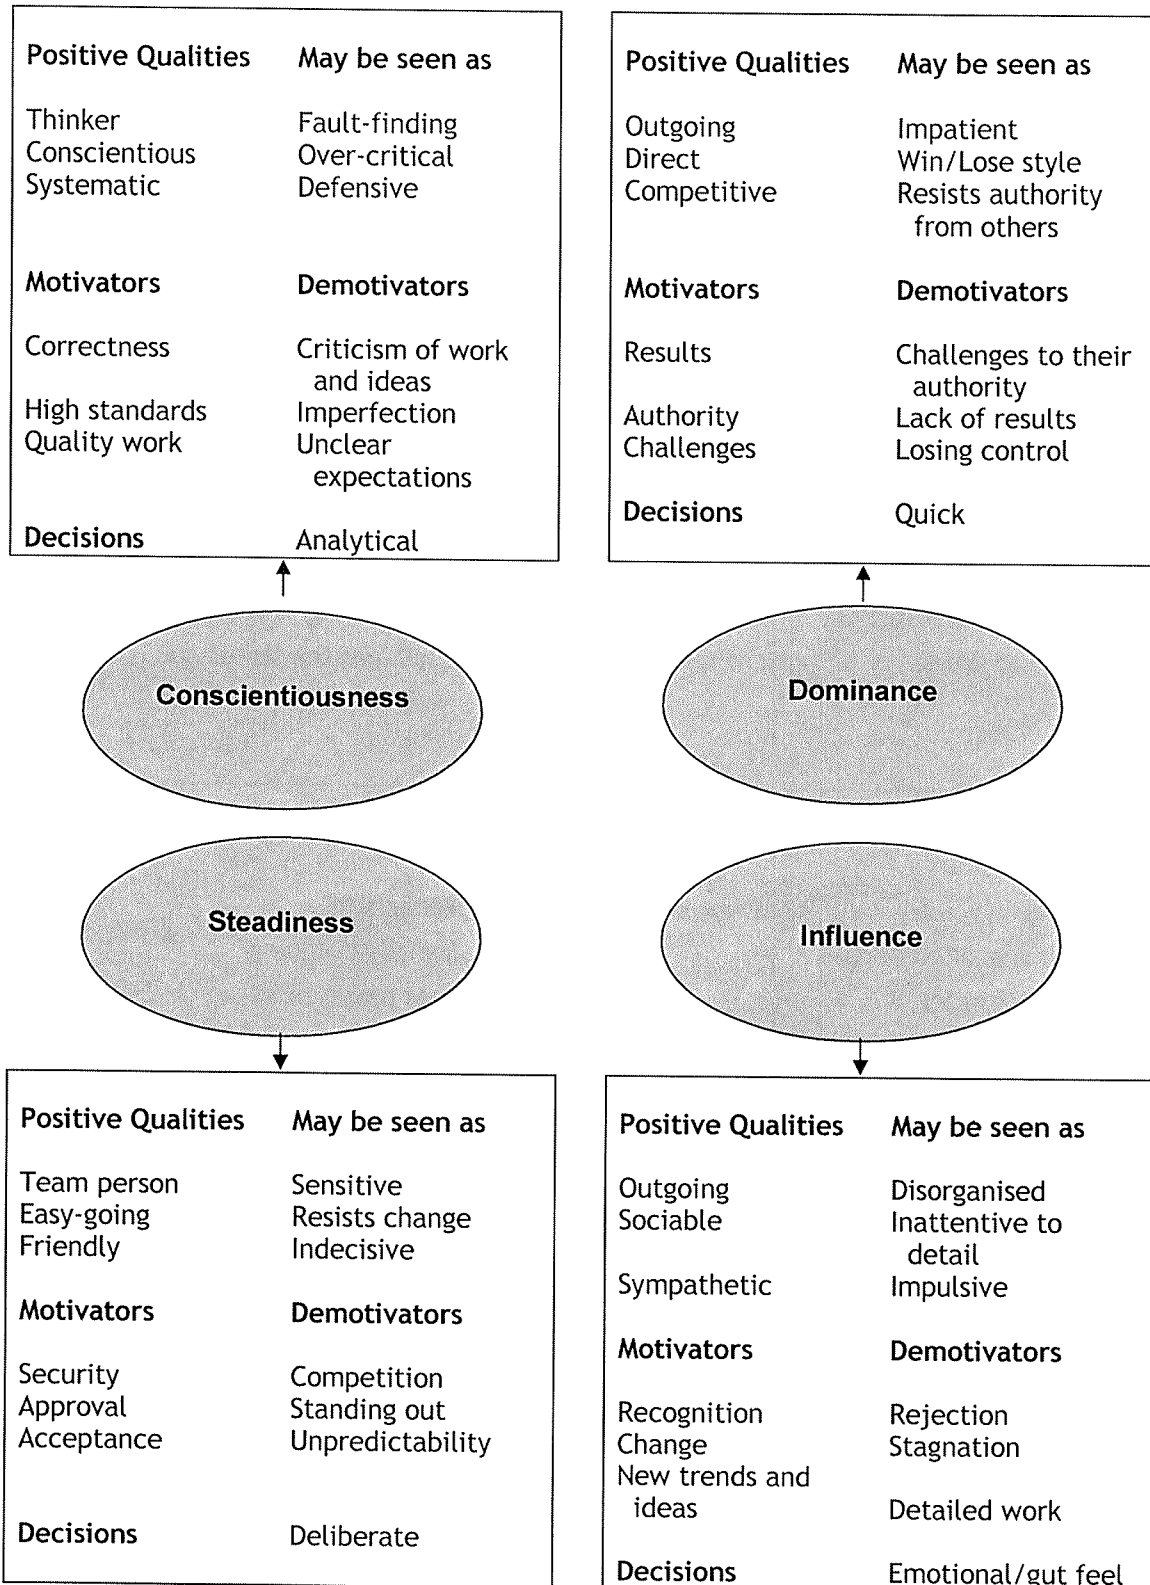 Positive Qualities May be seen as
Thinker Fault-finding
Conscientious Over-critical
Systematic Defensive
Motivators Demotivators
Correctness Criticism of work
and ideas
High standards Imperfection
Quality work Unclear
expectations
Decisions Analytical
Positive Qualities May be seen as
Outgoing Impatient
Direct Win/Lose style
Competitive Resists authority
from others
Motivators Demotivators
Results Challenges to their
authority
Authority Lack of results
Challenges Losing control
Decisions Quick
Conscientiousness
Dominance
Steadiness
Influence
Positive Qualities May be seen as
Team person Sensitive
Easy-going Resists change
Friendly Indecisive
Motivators Demotivators
Security Competition
Approval Standing out
Acceptance Unpredictability
Decisions Deliberate
Positive Qualities May be seen as
Outgoing Disorganised
Sociable Inattentive to
detail
Sympathetic Impulsive
Motivators Demotivators
Recognition Rejection
Change Stagnation
New trends and
ideas Detailed work
Decisions Emotional/gut feel